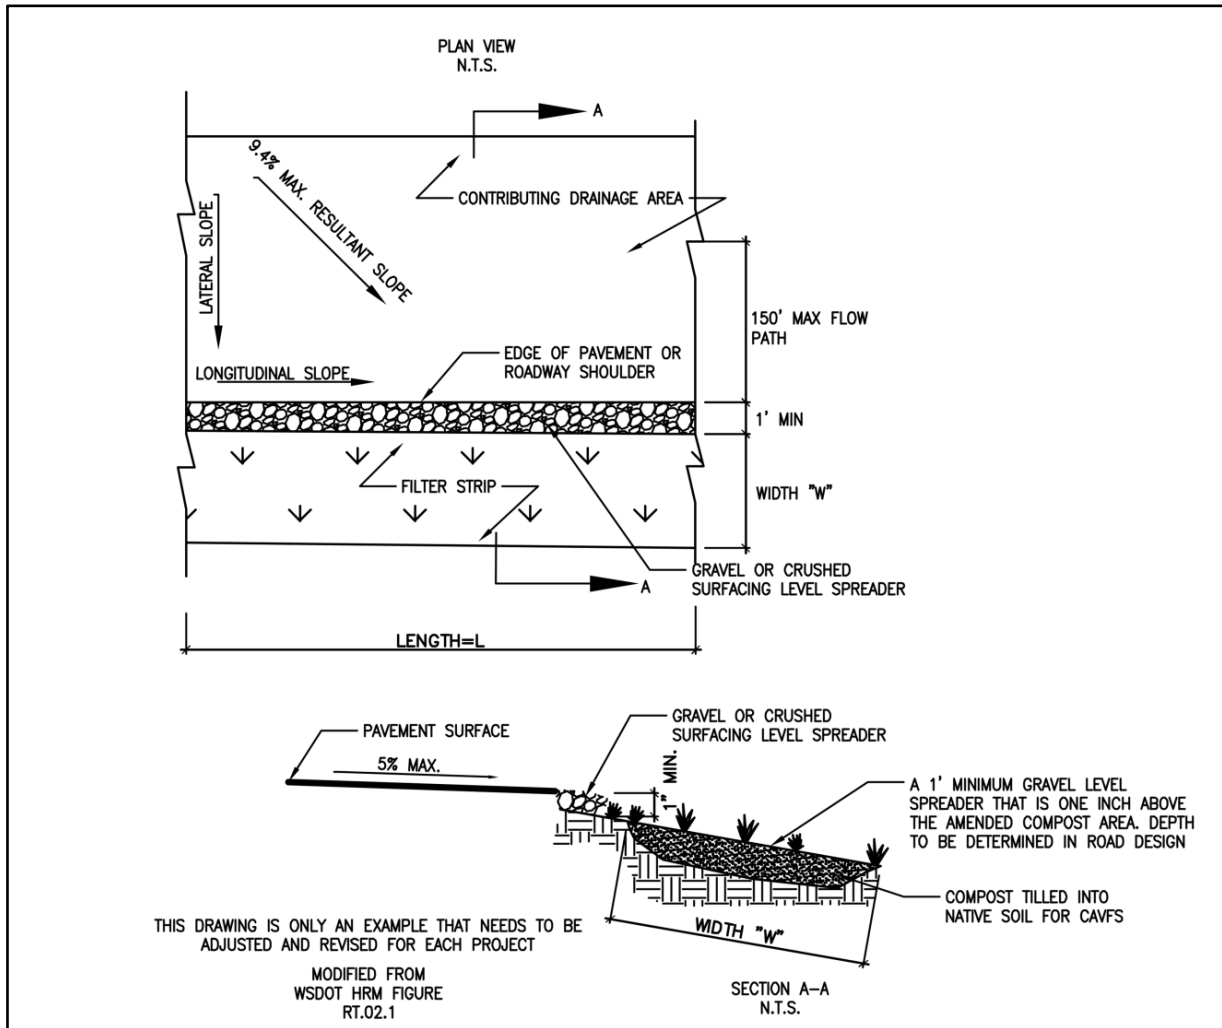 PLAN VIEW
N.T.S.
A
9.4% MAX. RESULTANT SLOPE
CONTRIBUTING DRAINAGE AREA
LATERAL SLOPE
150' MAX FLOW
PATH
EDGE OF PAVEMENT OR
ROADWAY SHOULDER
LONGITUDINAL SLOPE
1' MIN
FILTER STRIP
WIDTH "W"
GRAVEL OR CRUSHED
SURFACING LEVEL SPREADER
A
LENGTH=L
PAVEMENT SURFACE
GRAVEL OR CRUSHED
SURFACING LEVEL SPREADER
5% MAX.
1" MIN.
A 1' MINIMUM GRAVEL LEVEL
SPREADER THAT IS ONE INCH ABOVE
THE AMENDED COMPOST AREA. DEPTH
TO BE DETERMINED IN ROAD DESIGN
COMPOST TILLED INTO
NATIVE SOIL FOR CAVFS
WIDTH "W"
THIS DRAWING IS ONLY AN EXAMPLE THAT NEEDS TO BE
ADJUSTED AND REVISED FOR EACH PROJECT
MODIFIED FROM
WSDOT HRM FIGURE
RT.02.1
SECTION A-A
N.T.S.